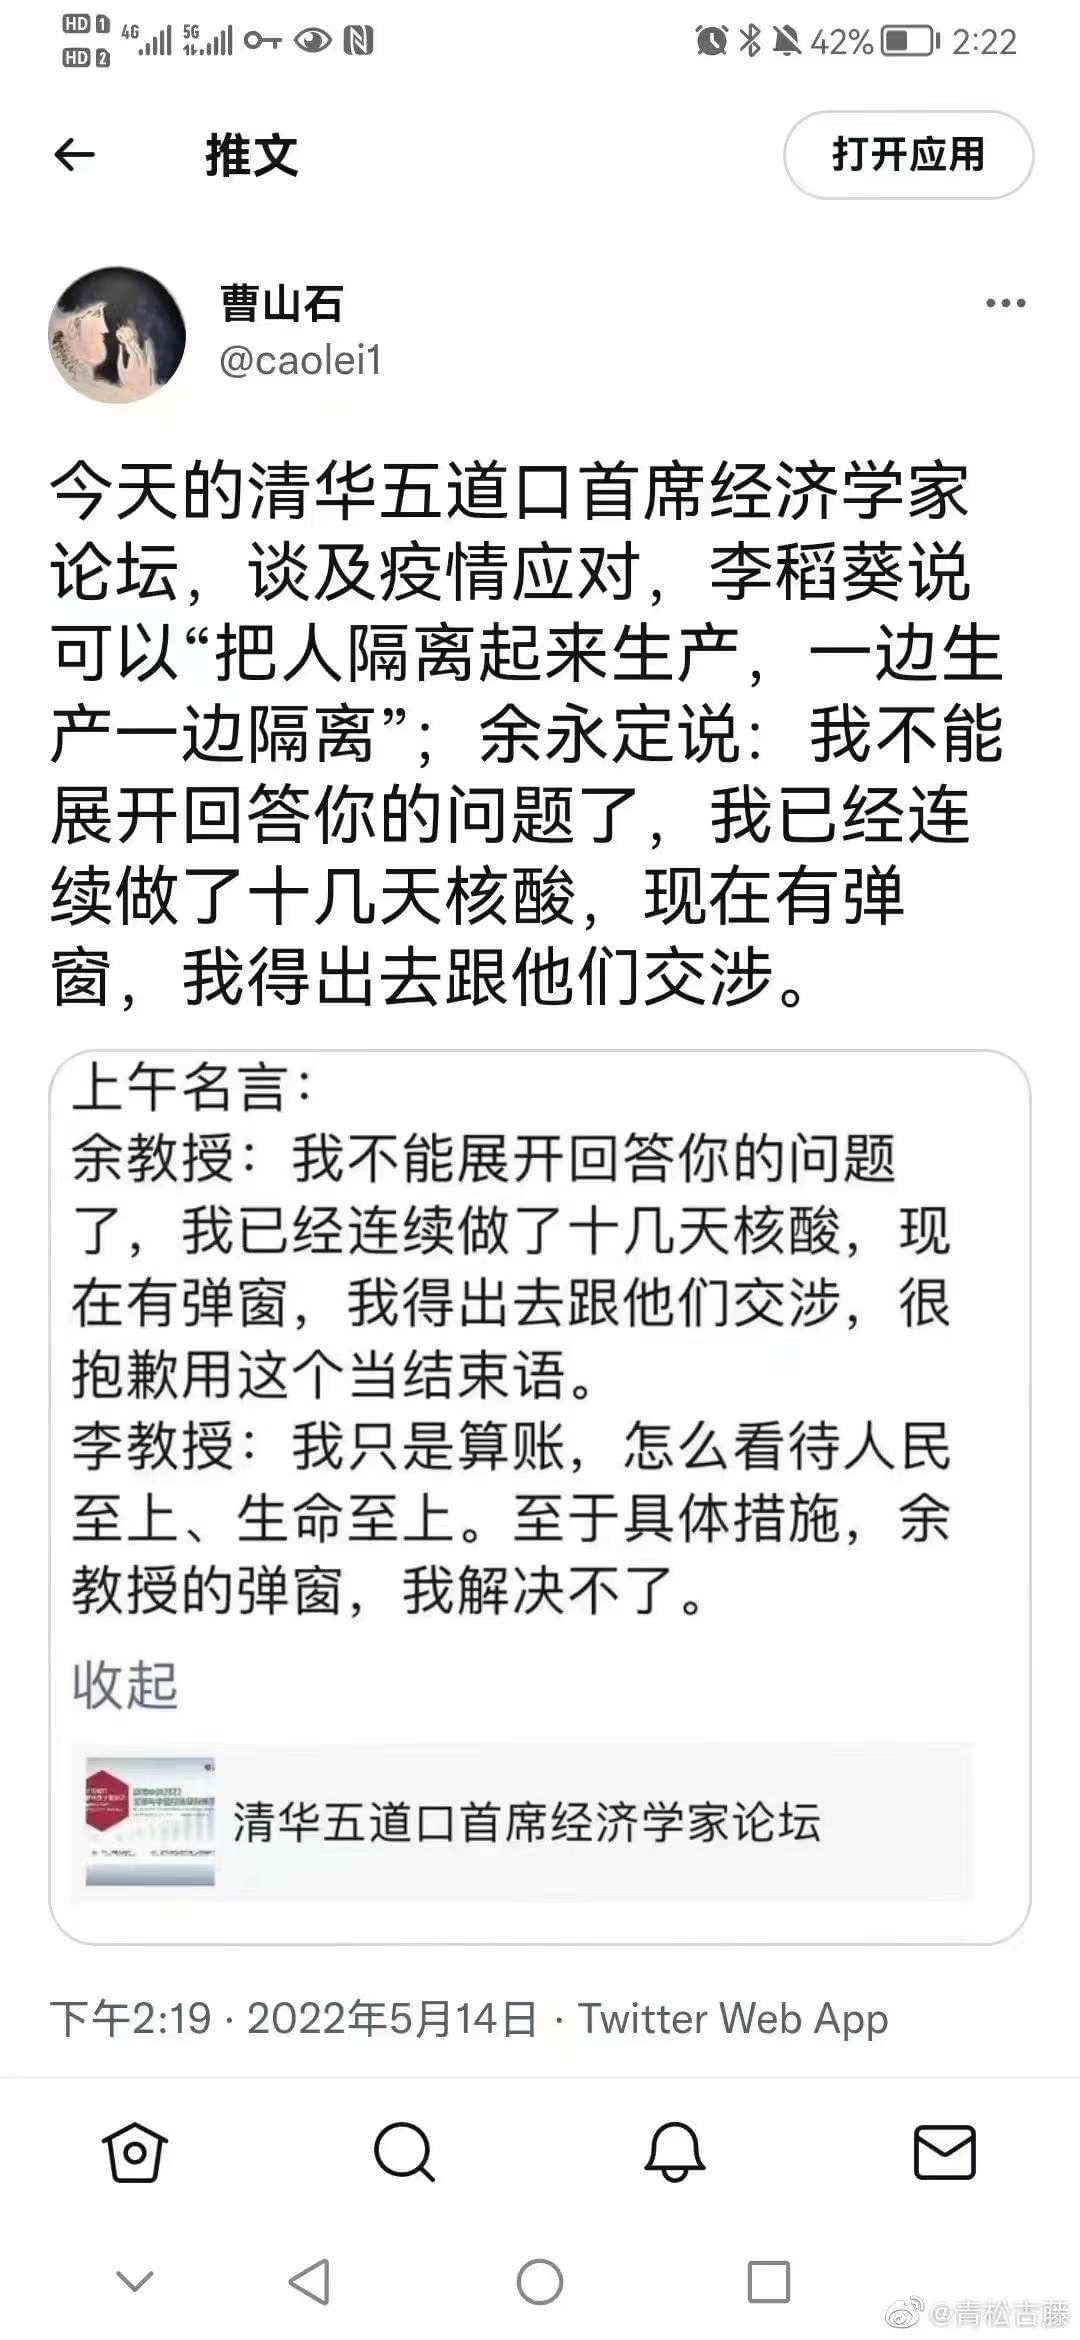 HD 1 4G 5G 42% 2:22
HD 2
推文 打开应用
曹山石
@caolei1
今天的清华五道口首席经济学家
论坛，谈及疫情应对，李稻葵说
可以“把人隔离起来生产，一边生
产一边隔离”；余永定说：我不能
展开回答你的问题了，我已经连
续做了十几天核酸，现在有弹
窗，我得出去跟他们交涉。
上午名言：
余教授：我不能展开回答你的问题
了，我已经连续做了十几天核酸，现
在有弹窗，我得出去跟他们交涉，很
抱歉用这个当结束语。
李教授：我只是算账，怎么看待人民
至上、生命至上。至于具体措施，余
教授的弹窗，我解决不了。
收起
清华五道口首席经济学家论坛
下午2:19 · 2022年5月14日 · Twitter Web App
@青松古藤